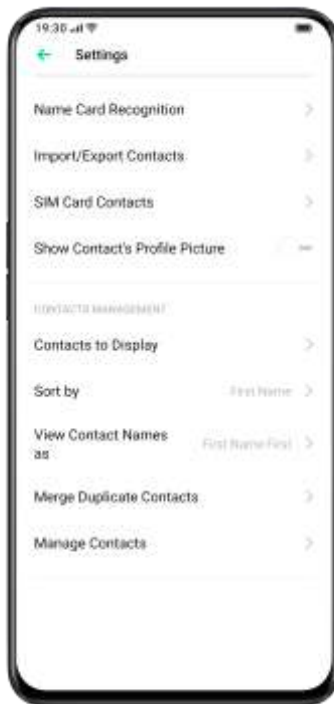 19:30
Settings
Name Card Recognition
Import/Export Contacts
SIM Card Contacts
Show Contact's Profile Picture
CONTACTS MANAGEMENT
Contacts to Display
Sort by First Name
View Contact Names
as First Name First
Merge Duplicate Contacts
Manage Contacts